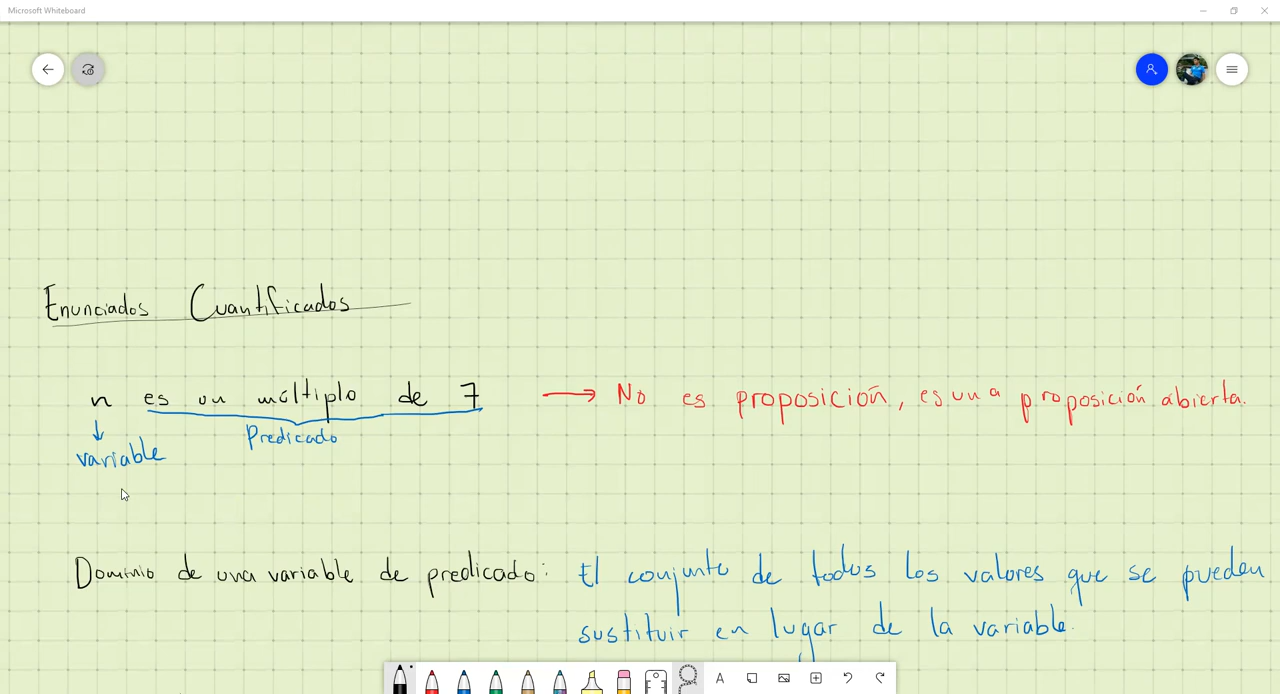 Microsoft Whiteboard
Enunciados Cuantificados
n es un múltiplo de 7 → No es proposición, es una proposición abierta.
Predicado
variable
Dominio de una variable de predicado: El conjunto de todos los valores que se pueden
sustituir en lugar de la variable.
A